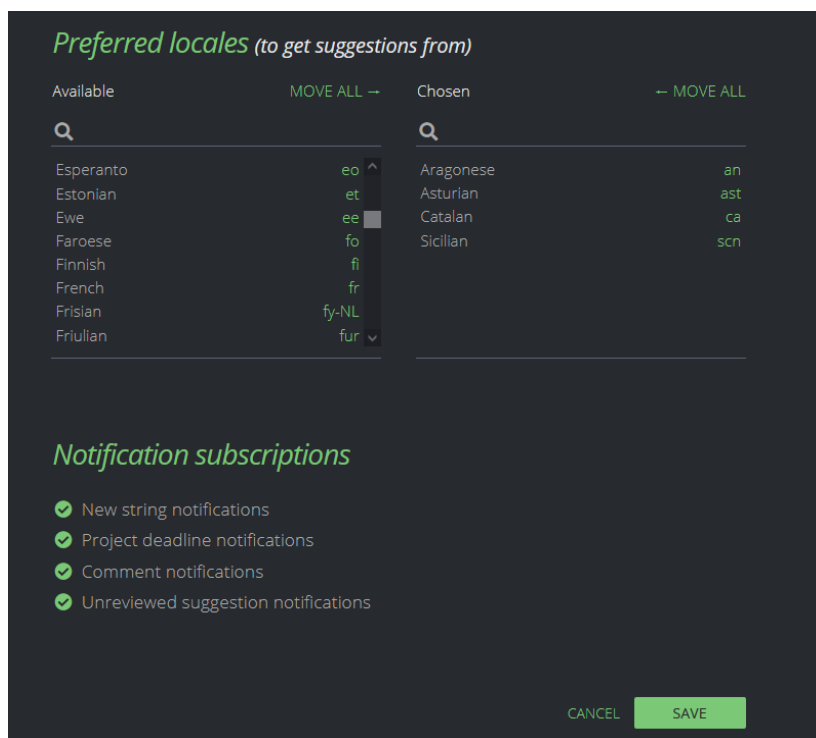 Preferred locales (to get suggestions from)
Available MOVE ALL → Chosen ← MOVE ALL
Esperanto eo Aragonese an
Estonian et Asturian ast
Ewe ee Catalan ca
Faroese fo Sicilian scn
Finnish fi
French fr
Frisian fy-NL
Friulian fur
Notification subscriptions
New string notifications
Project deadline notifications
Comment notifications
Unreviewed suggestion notifications
CANCEL SAVE